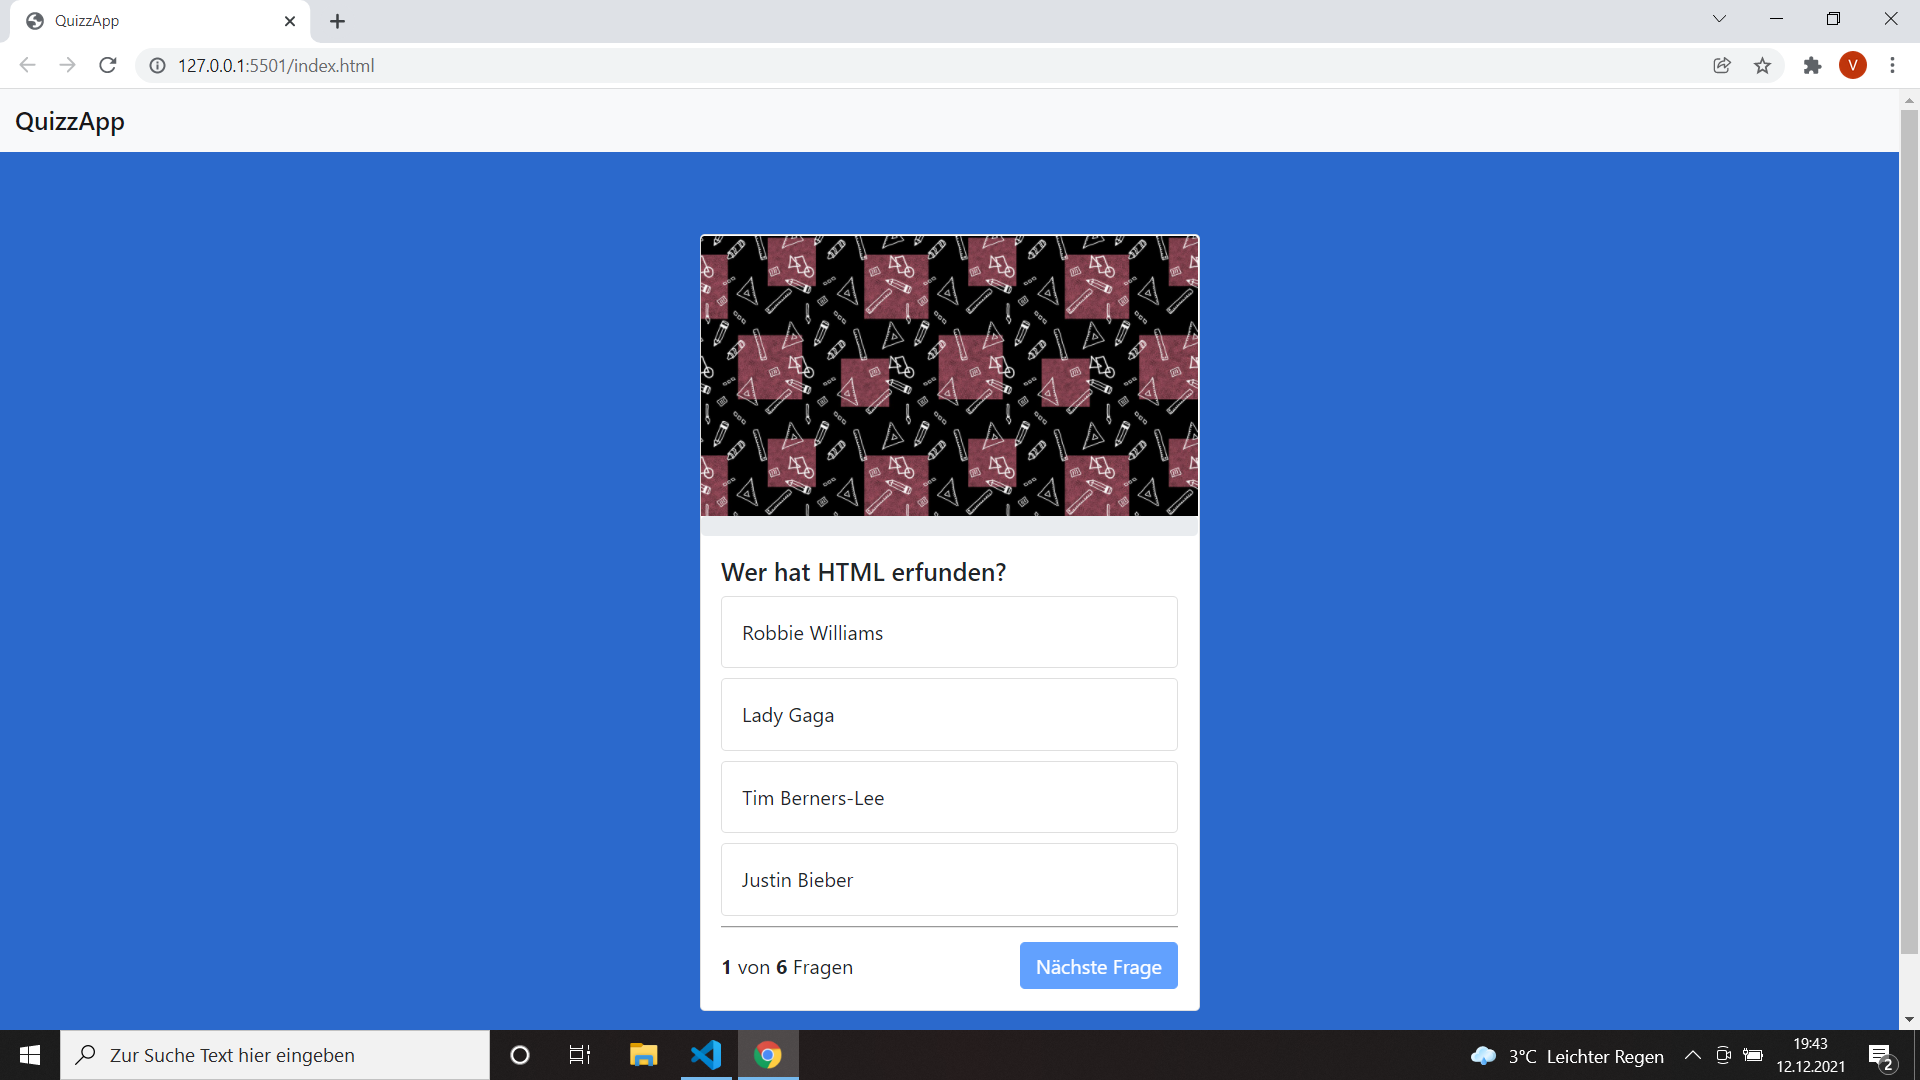 QuizzApp
127.0.0.1:5501/index.html
V
QuizzApp
Wer hat HTML erfunden?
Robbie Williams
Lady Gaga
Tim Berners-Lee
Justin Bieber
1 von 6 Fragen
Nächste Frage
Zur Suche Text hier eingeben
3°C Leichter Regen
19:43
12.12.2021
2